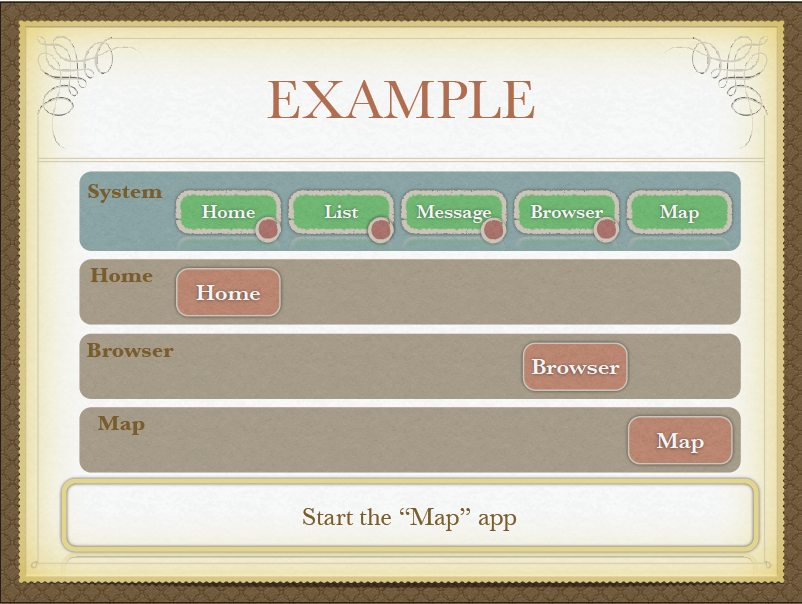 EXAMPLE
System
Home List Message Browser Map
Home
Home
Browser
Browser
Map
Map
Start the “Map” app